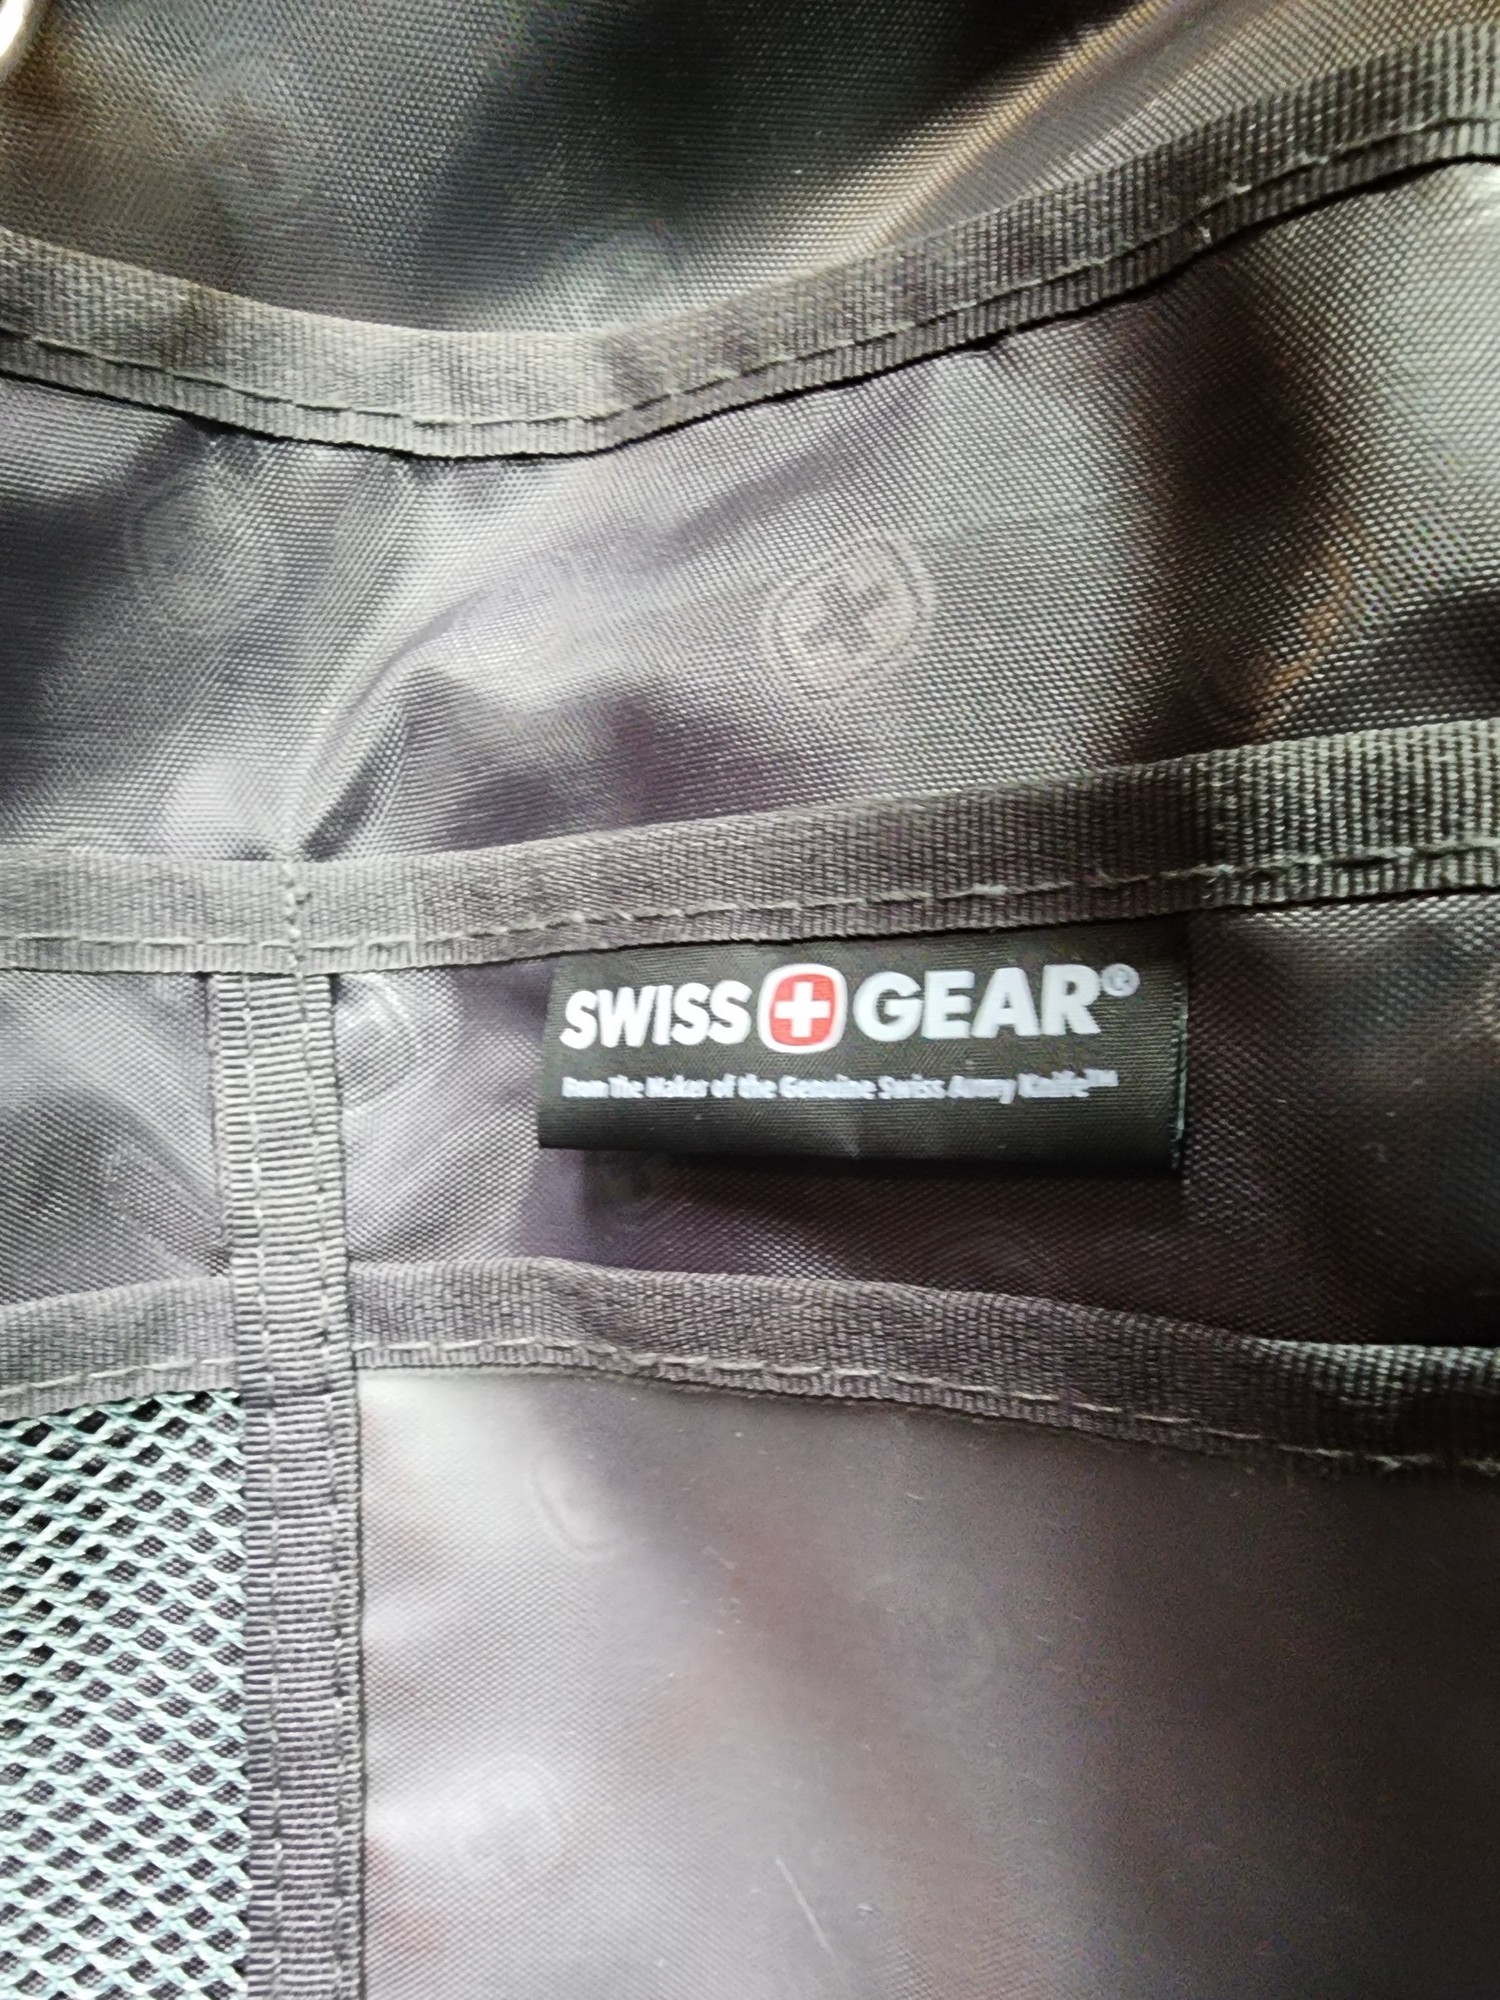 SWISS GEAR®
From the Maker of the Genuine Swiss Army Knife™